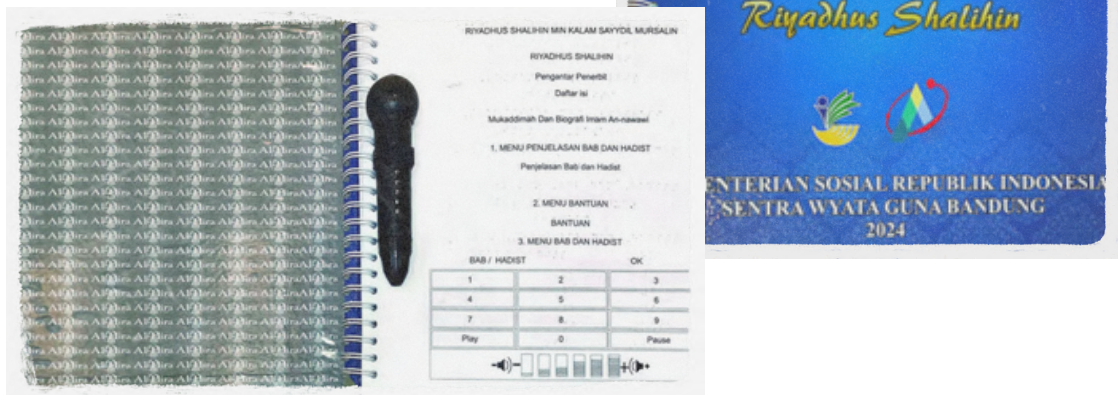 RIYADHUS SHALIHIN MIN KALAM SAYYDIL MURSALIN
RIYADHUS SHALIHIN
Pengantar Penerbit
Daftar isi
Mukaddimah Dan Biografi Imam An-nawawi
1. MENU PENJELASAN BAB DAN HADIST
Penjelasan Bab dan Hadist
2. MENU BANTUAN
BANTUAN
3. MENU BAB DAN HADIST
BAB / HADIST OK
1 2 3
4 5 6
7 8 9
Play 0 Pause
- - + +
Riyadhus Shalihin
ENTERIAN SOSIAL REPUBLIK INDONESIA
SENTRA WYATA GUNA BANDUNG
2024